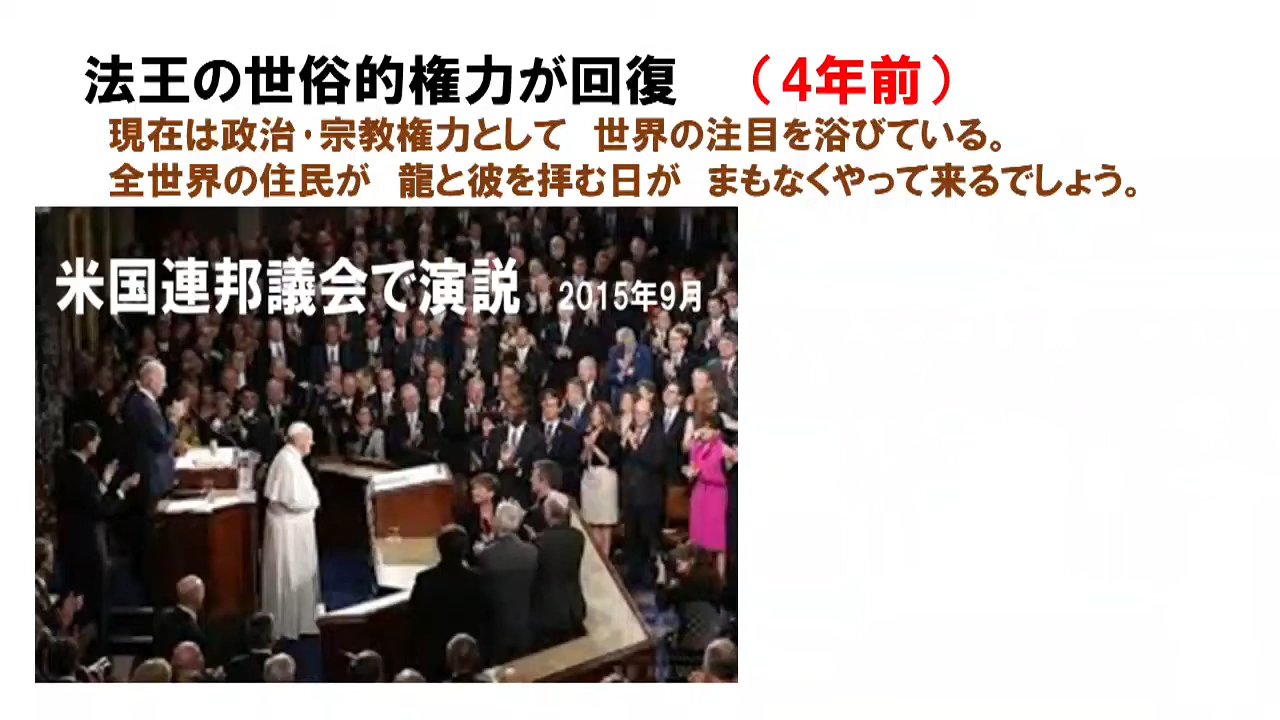 法王の世俗的権力が回復 （4年前）
現在は政治・宗教権力として 世界の注目を浴びている。
全世界の住民が 龍と彼を拝む日が まもなくやって来るでしょう。
米国連邦議会で演説 2015年9月